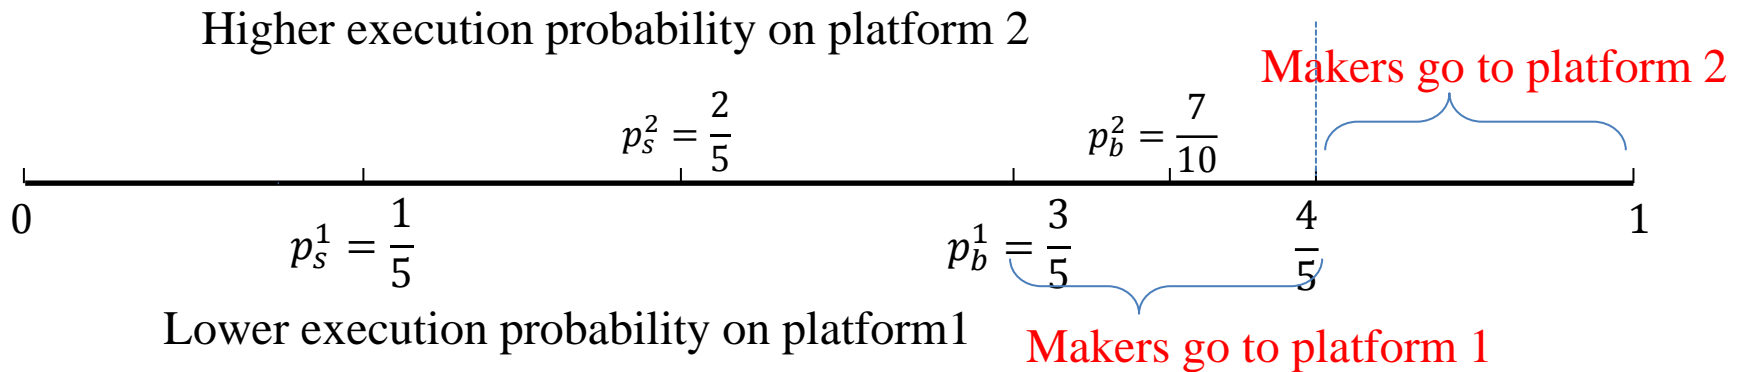 Higher execution probability on platform 2
Makers go to platform 2
p_s^2 = 2/5
p_b^2 = 7/10
0
p_s^1 = 1/5
p_b^1 = 3/5
4/5
1
Lower execution probability on platform1
Makers go to platform 1